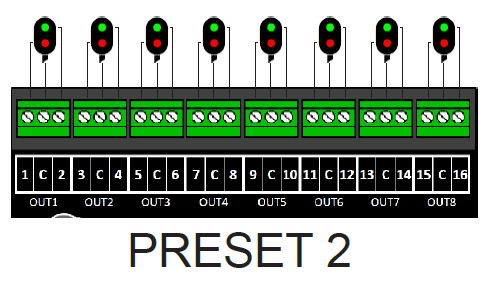 1 C 2 3 C 4 5 C 6 7 C 8 9 C 10 11 C 12 13 C 14 15 C 16
OUT1 OUT2 OUT3 OUT4 OUT5 OUT6 OUT7 OUT8
PRESET 2